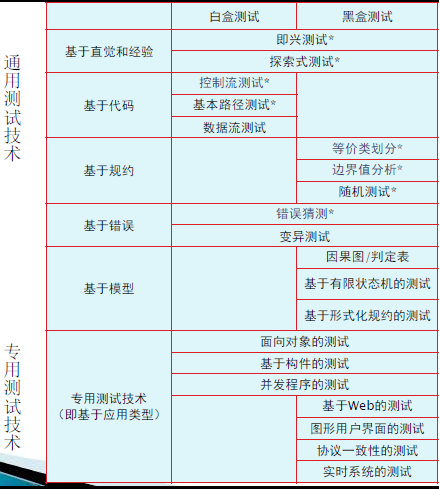 白盒测试 黑盒测试
通用测试技术
基于直觉和经验 即兴测试*
探索式测试*
基于代码 控制流测试*
基本路径测试*
数据流测试
基于规约 等价类划分*
边界值分析*
随机测试*
基于错误 错误猜测*
变异测试
基于模型 因果图/判定表
基于有限状态机的测试
基于形式化规约的测试
专用测试技术
专用测试技术
(即基于应用类型)
面向对象的测试
基于构件的测试
并发程序的测试
基于Web的测试
图形用户界面的测试
协议一致性的测试
实时系统的测试